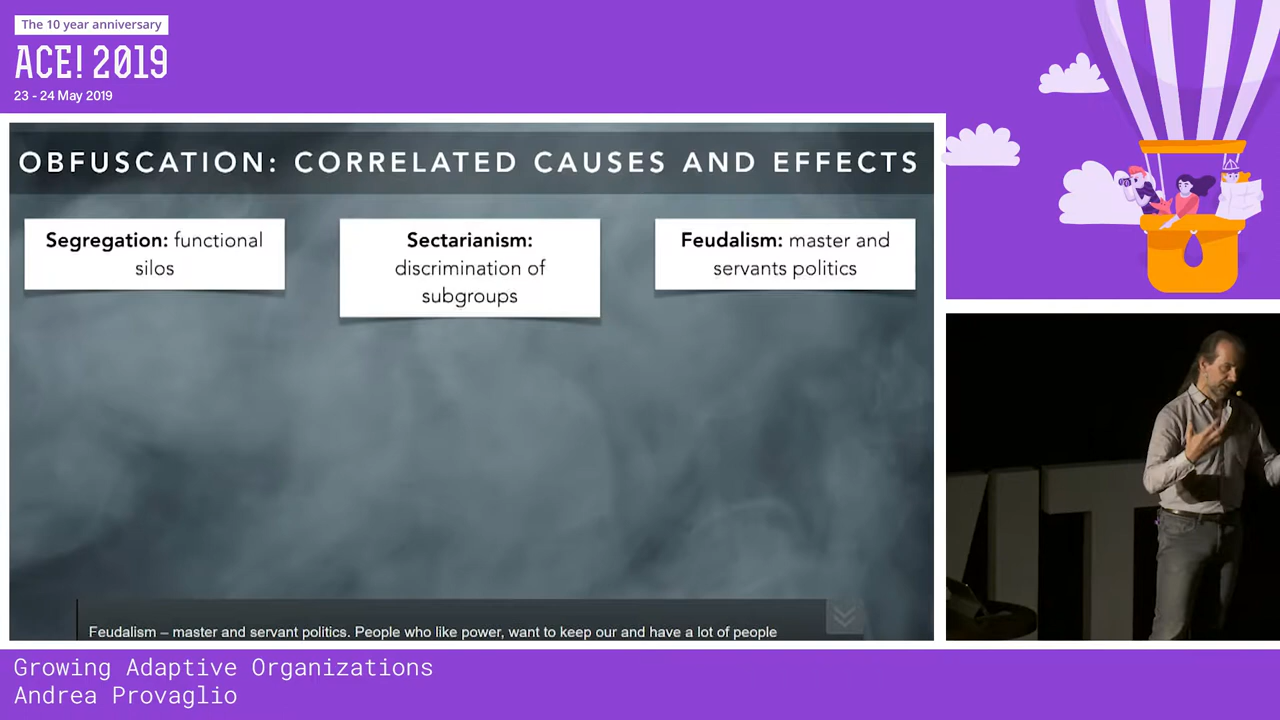 The 10 year anniversary
ACE! 2019
23 - 24 May 2019
OBFUSCATION: CORRELATED CAUSES AND EFFECTS
Segregation: functional
silos
Sectarianism:
discrimination of
subgroups
Feudalism: master and
servants politics
Feudalism – master and servant politics. People who like power, want to keep our and have a lot of people
Growing Adaptive Organizations
Andrea Provaglio